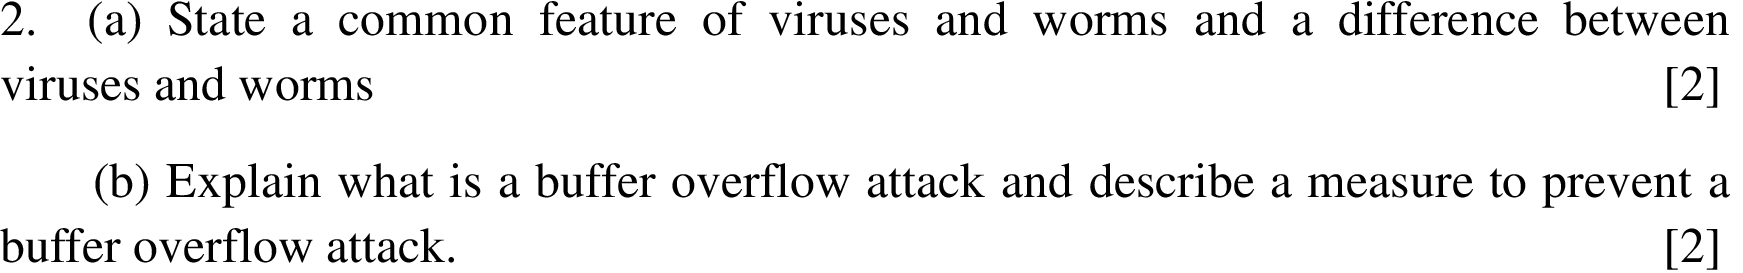 2. (a) State a common feature of viruses and worms and a difference between
viruses and worms [2]
(b) Explain what is a buffer overflow attack and describe a measure to prevent a
buffer overflow attack. [2]